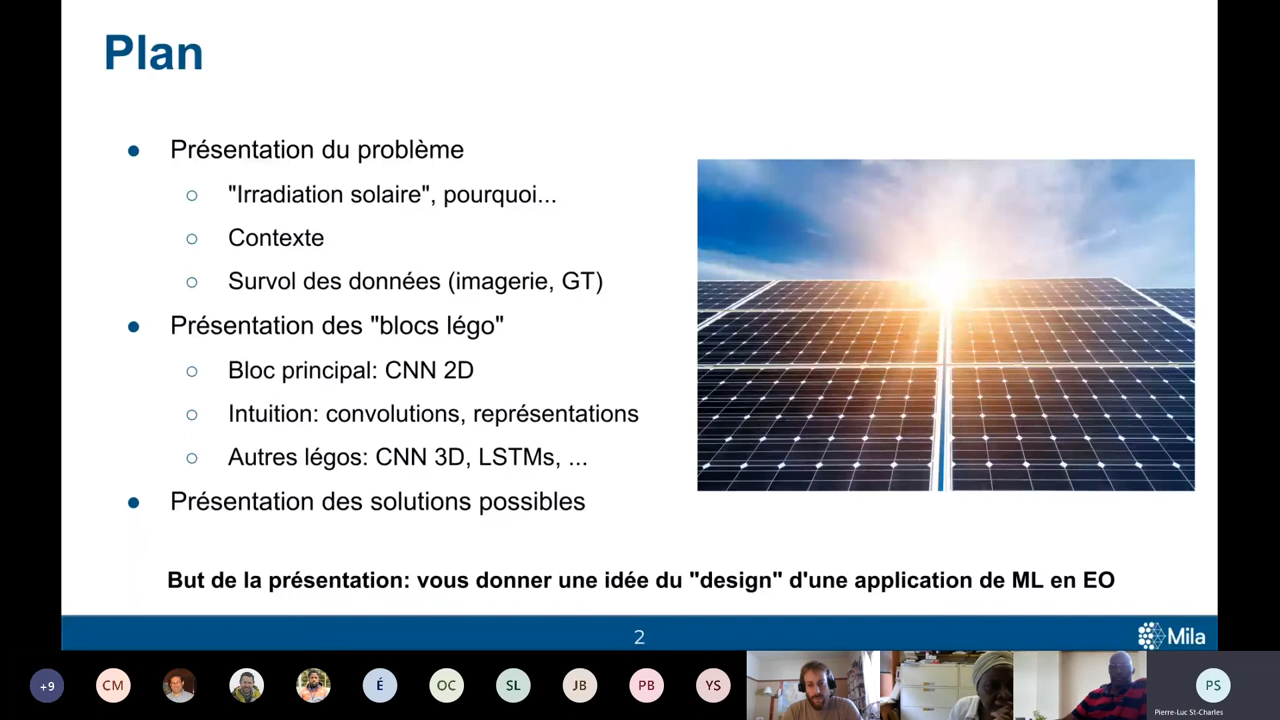 Plan
● Présentation du problème
○ "Irradiation solaire", pourquoi...
○ Contexte
○ Survol des données (imagerie, GT)
● Présentation des "blocs légo"
○ Bloc principal: CNN 2D
○ Intuition: convolutions, représentations
○ Autres légos: CNN 3D, LSTMs, ...
● Présentation des solutions possibles
But de la présentation: vous donner une idée du "design" d'une application de ML en EO
2
Mila
+9
CM
É
OC
SL
JB
PB
YS
PS
Pierre-Luc St-Charles